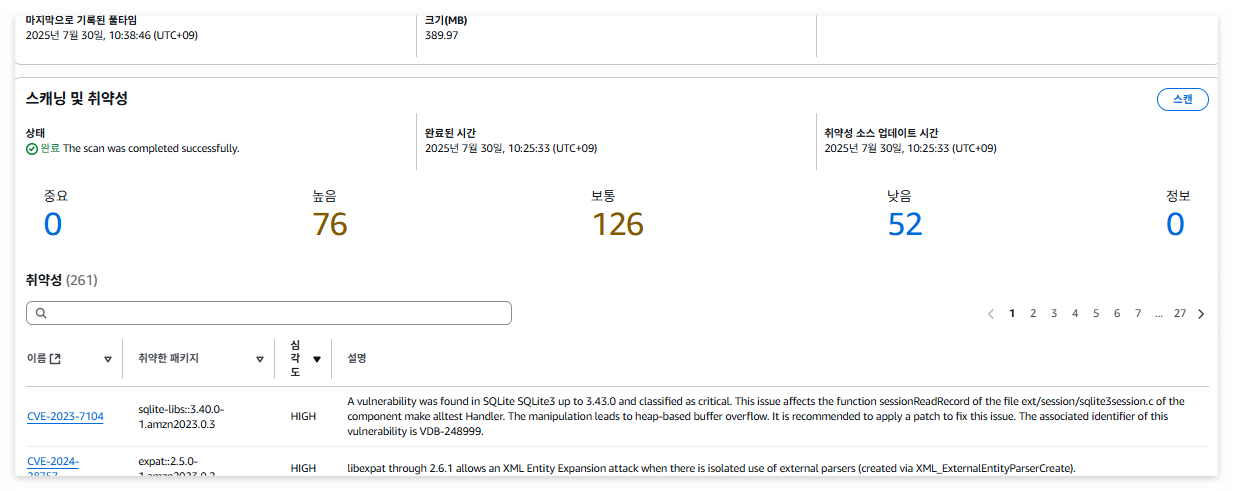 마지막으로 기록된 풀타임
2025년 7월 30일, 10:38:46 (UTC+09)
크기(MB)
389.97
스캐닝 및 취약성
스캔
상태
완료 The scan was completed successfully.
완료된 시간
2025년 7월 30일, 10:25:33 (UTC+09)
취약성 소스 업데이트 시간
2025년 7월 30일, 10:25:33 (UTC+09)
중요
0
높음
76
보통
126
낮음
52
정보
0
취약성 (261)
1 2 3 4 5 6 7 ... 27
이름
취약한 패키지
심
각
도
설명
CVE-2023-7104
sqlite-libs::3.40.0-
1.amzn2023.0.3
HIGH
A vulnerability was found in SQLite SQLite3 up to 3.43.0 and classified as critical. This issue affects the function sessionReadRecord of the file ext/session/sqlite3session.c of the
component make alltest Handler. The manipulation leads to heap-based buffer overflow. It is recommended to apply a patch to fix this issue. The associated identifier of this
vulnerability is VDB-248999.
CVE-2024-
28757
expat::2.5.0-
1.amzn2023.0.3
HIGH
libexpat through 2.6.1 allows an XML Entity Expansion attack when there is isolated use of external parsers (created via XML_ExternalEntityParserCreate).